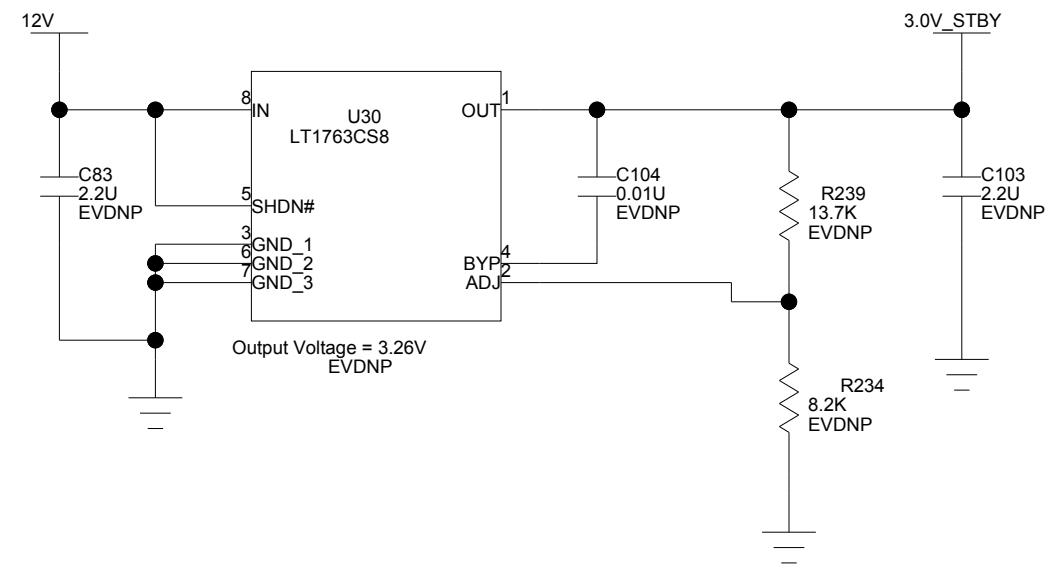 12V
3.0V_STBY
8
IN
U30
LT1763CS8
OUT
1
C83
2.2U
EVDNP
5
SHDN#
3
GND_1
6
GND_2
7
GND_3
BYP
4
ADJ
2
C104
0.01U
EVDNP
R239
13.7K
EVDNP
C103
2.2U
EVDNP
Output Voltage = 3.26V
EVDNP
R234
8.2K
EVDNP